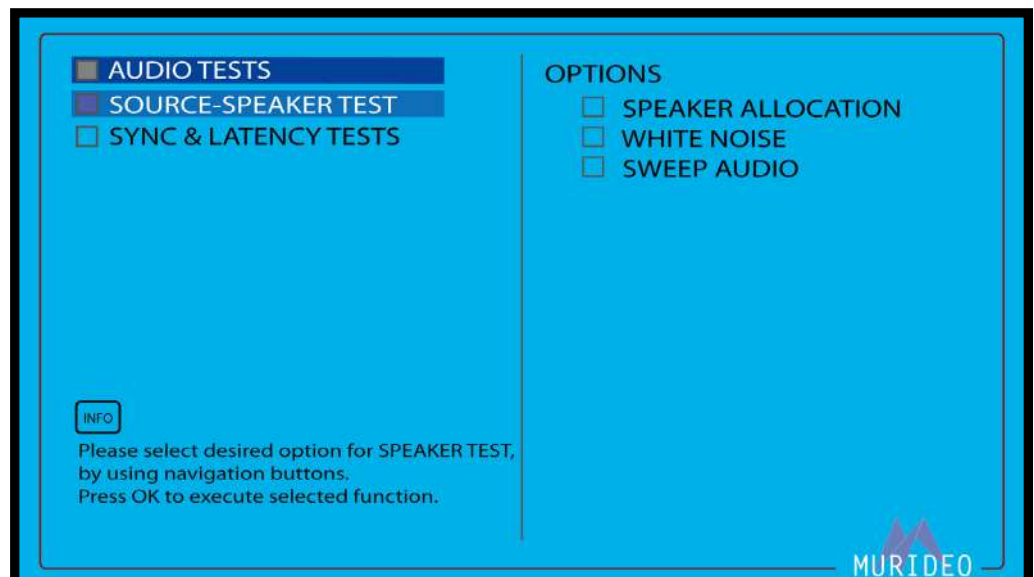 AUDIO TESTS
SOURCE-SPEAKER TEST
SYNC & LATENCY TESTS
OPTIONS
SPEAKER ALLOCATION
WHITE NOISE
SWEEP AUDIO
INFO
Please select desired option for SPEAKER TEST,
by using navigation buttons.
Press OK to execute selected function.
MURIDEO